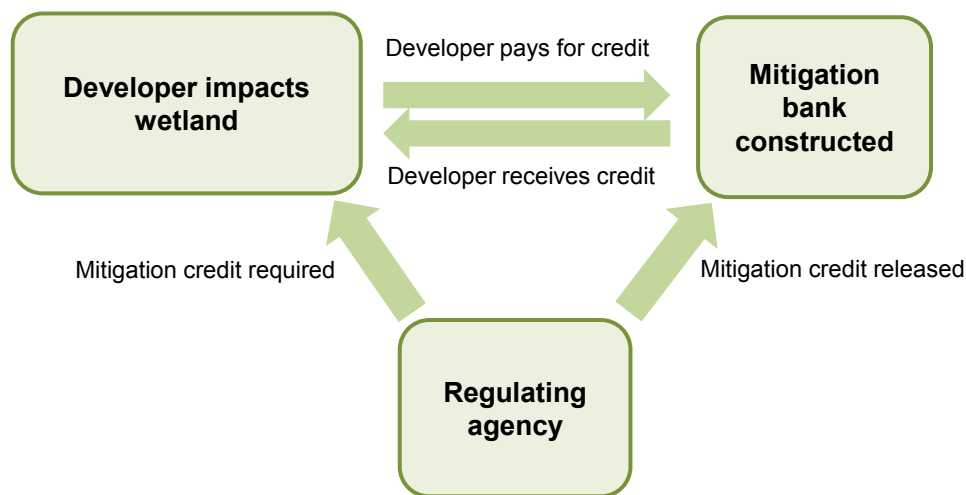 Developer pays for credit
Developer impacts
wetland
Mitigation
bank
constructed
Developer receives credit
Mitigation credit required
Mitigation credit released
Regulating
agency